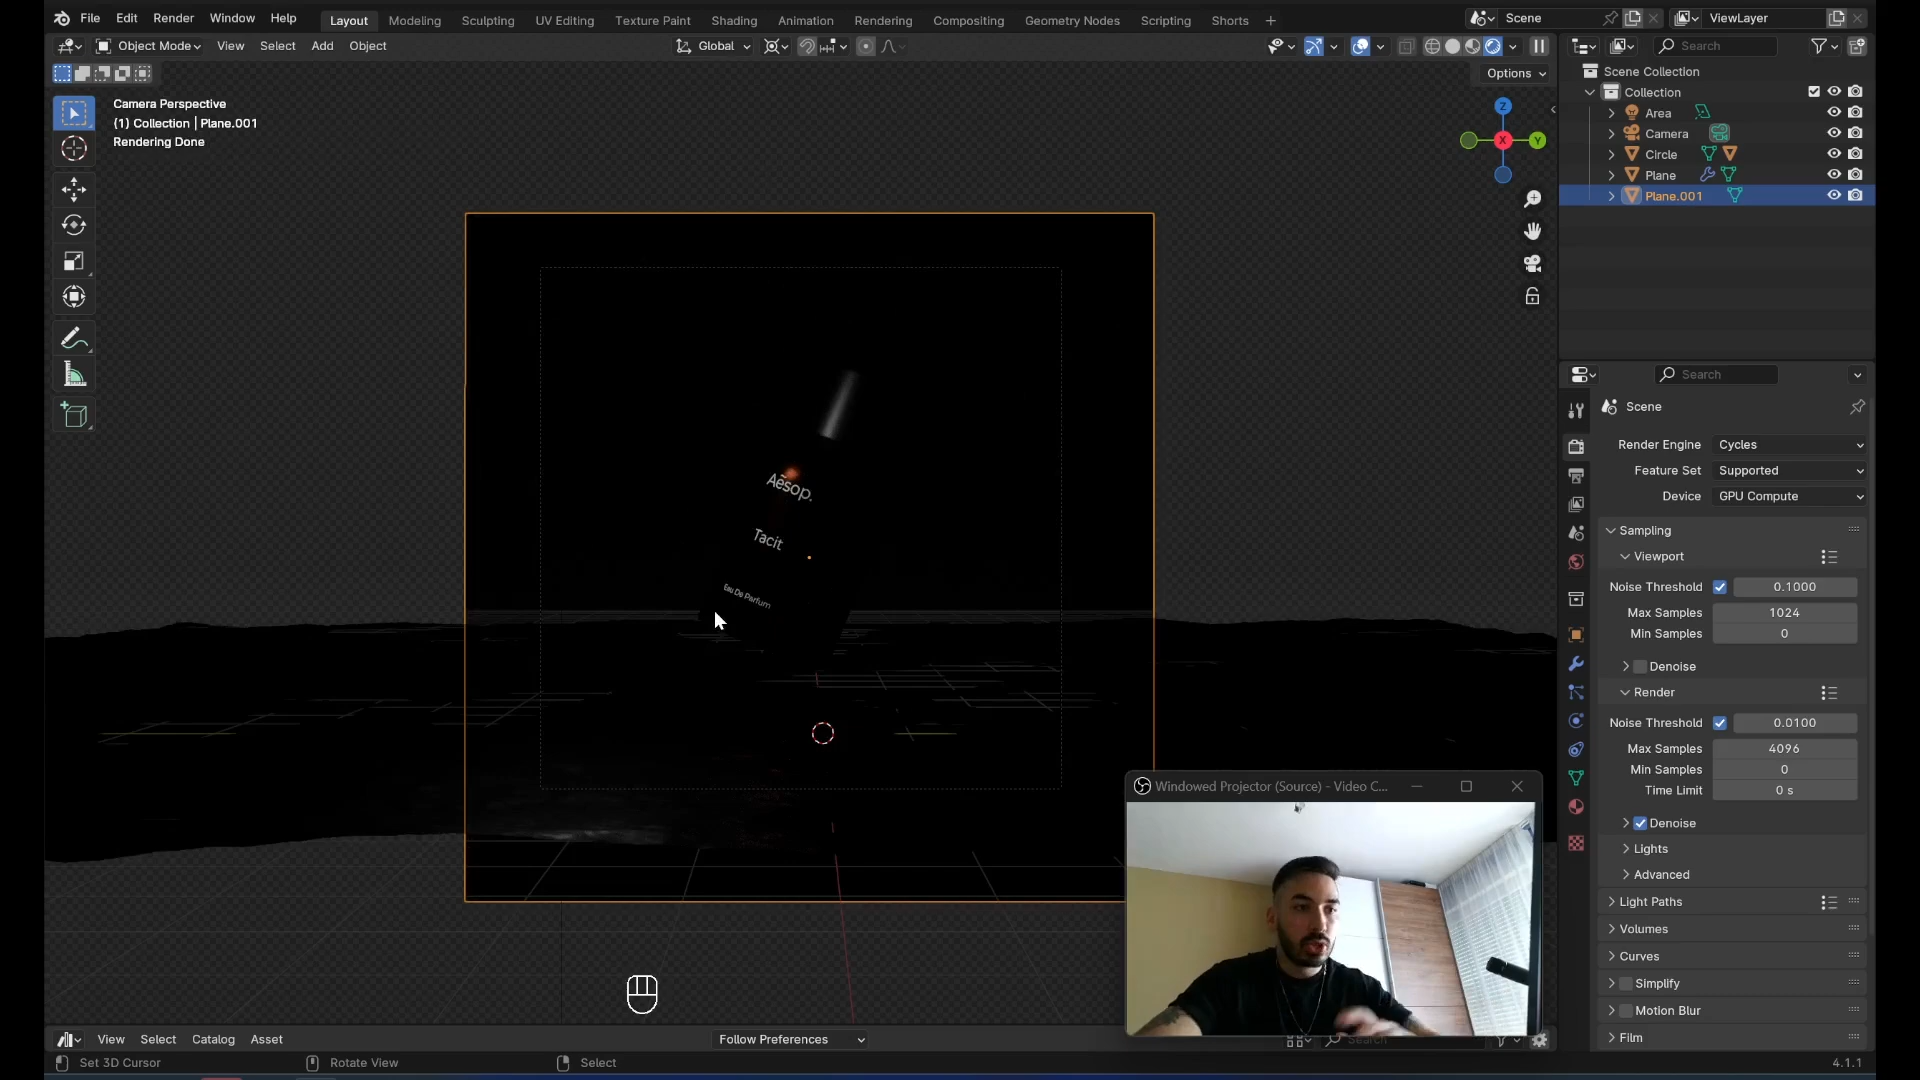 File Edit Render Window Help
Layout Modeling Sculpting UV Editing Texture Paint Shading Animation Rendering Compositing Geometry Nodes Scripting Shorts
Scene
ViewLayer
Object Mode View Select Add Object
Global
Search
Options
Camera Perspective
(1) Collection | Plane.001
Rendering Done
Z
X
Y
Scene Collection
Collection
Area
Camera
Circle
Plane
Plane.001
Search
Scene
Render Engine Cycles
Feature Set Supported
Device GPU Compute
Sampling
Viewport
Noise Threshold 0.1000
Max Samples 1024
Min Samples 0
Denoise
Render
Noise Threshold 0.0100
Max Samples 4096
Min Samples 0
Time Limit 0 s
Denoise
Lights
Advanced
Light Paths
Volumes
Curves
Simplify
Motion Blur
Film
Aēsop.
Tacit
Eau De Parfum
Windowed Projector (Source) - Video C...
View Select Catalog Asset
Follow Preferences
Search
Set 3D Cursor
Rotate View
Select
4.1.1